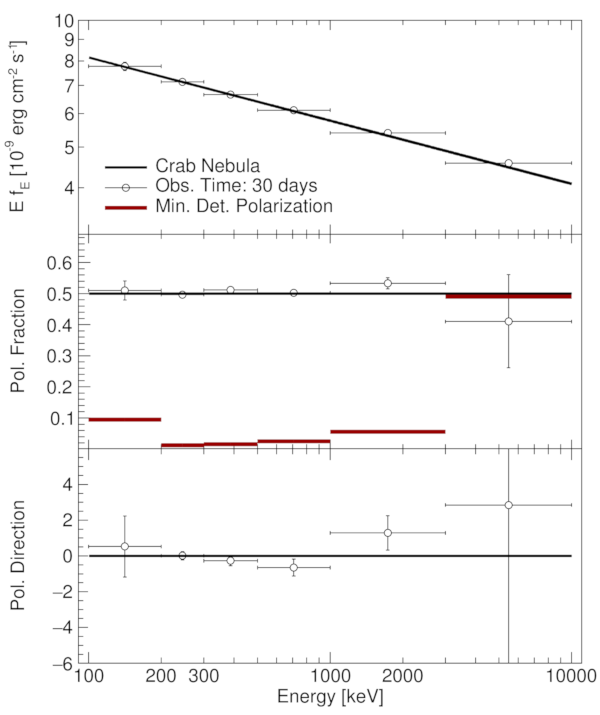 E f_E [10⁻⁹ erg cm⁻² s⁻¹]
10
9
8
7
6
5
4
Crab Nebula
Obs. Time: 30 days
Min. Det. Polarization
Pol. Fraction
0.6
0.5
0.4
0.3
0.2
0.1
Pol. Direction
4
2
0
−2
−4
−6
100 200 300 1000 2000 10000
Energy [keV]